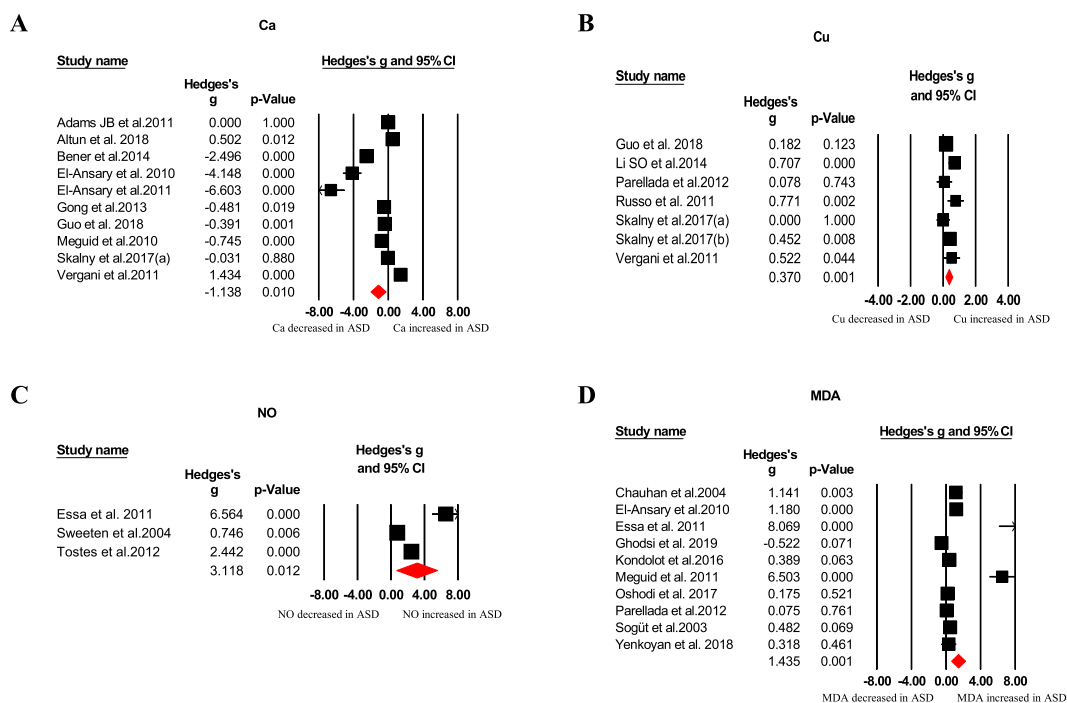 A
Ca
Study name
Hedges's g and 95% CI
Hedges's
g p-Value
Adams JB et al.2011 0.000 1.000
Altun et al. 2018 0.502 0.012
Bener et al.2014 -2.496 0.000
El-Ansary et al. 2010 -4.148 0.000
El-Ansary et al.2011 -6.603 0.000
Gong et al.2013 -0.481 0.019
Guo et al. 2018 -0.391 0.001
Meguid et al.2010 -0.745 0.000
Skalny et al.2017(a) -0.031 0.880
Vergani et al.2011 1.434 0.000
-1.138 0.010
-8.00 -4.00 0.00 4.00 8.00
Ca decreased in ASD Ca increased in ASD
B
Cu
Study name
Hedges's g
and 95% CI
Hedges's
g p-Value
Guo et al. 2018 0.182 0.123
Li SO et al.2014 0.707 0.000
Parellada et al.2012 0.078 0.743
Russo et al. 2011 0.771 0.002
Skalny et al.2017(a) 0.000 1.000
Skalny et al.2017(b) 0.452 0.008
Vergani et al.2011 0.522 0.044
0.370 0.001
-4.00 0.00 4.00
Cu decreased in ASD Cu increased in ASD
C
NO
Study name
Hedges's g
and 95% CI
Hedges's
g p-Value
Essa et al. 2011 6.564 0.000
Sweeten et al.2004 0.746 0.006
Tostes et al.2012 2.442 0.000
3.118 0.012
-8.00 -4.00 0.00 4.00 8.00
NO decreased in ASD NO increased in ASD
D
MDA
Study name
Hedges's g and 95% CI
Hedges's
g p-Value
Chauhan et al.2004 1.141 0.003
El-Ansary et al.2010 1.180 0.000
Essa et al. 2011 8.069 0.000
Ghodsi et al. 2019 -0.522 0.071
Kondolot et al.2016 0.389 0.063
Meguid et al. 2011 6.503 0.000
Oshodi et al. 2017 0.175 0.521
Parellada et al.2012 0.075 0.761
Sogüt et al.2003 0.482 0.069
Yenkoyan et al. 2018 0.318 0.461
1.435 0.001
-8.00 -4.00 0.00 4.00 8.00
MDA decreased in ASD MDA increased in ASD